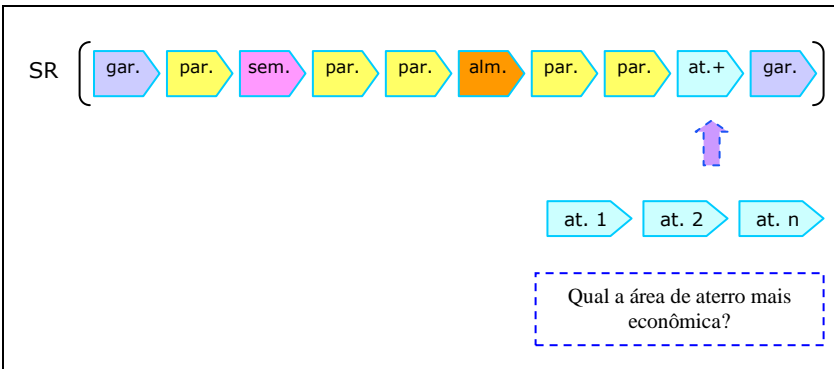 SR gar. par. sem. par. par. alm. par. par. at.+ gar.
at. 1 at. 2 at. n
Qual a área de aterro mais
econômica?